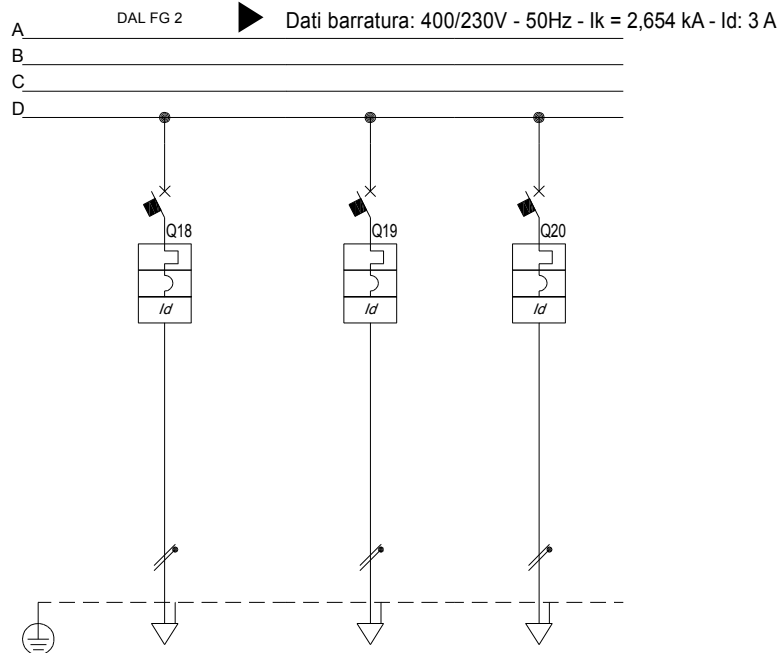 DAL FG 2 Dati barratura: 400/230V - 50Hz - Ik = 2,654 kA - Id: 3 A
A
B
C
D
Q18 Q19 Q20
Id Id Id